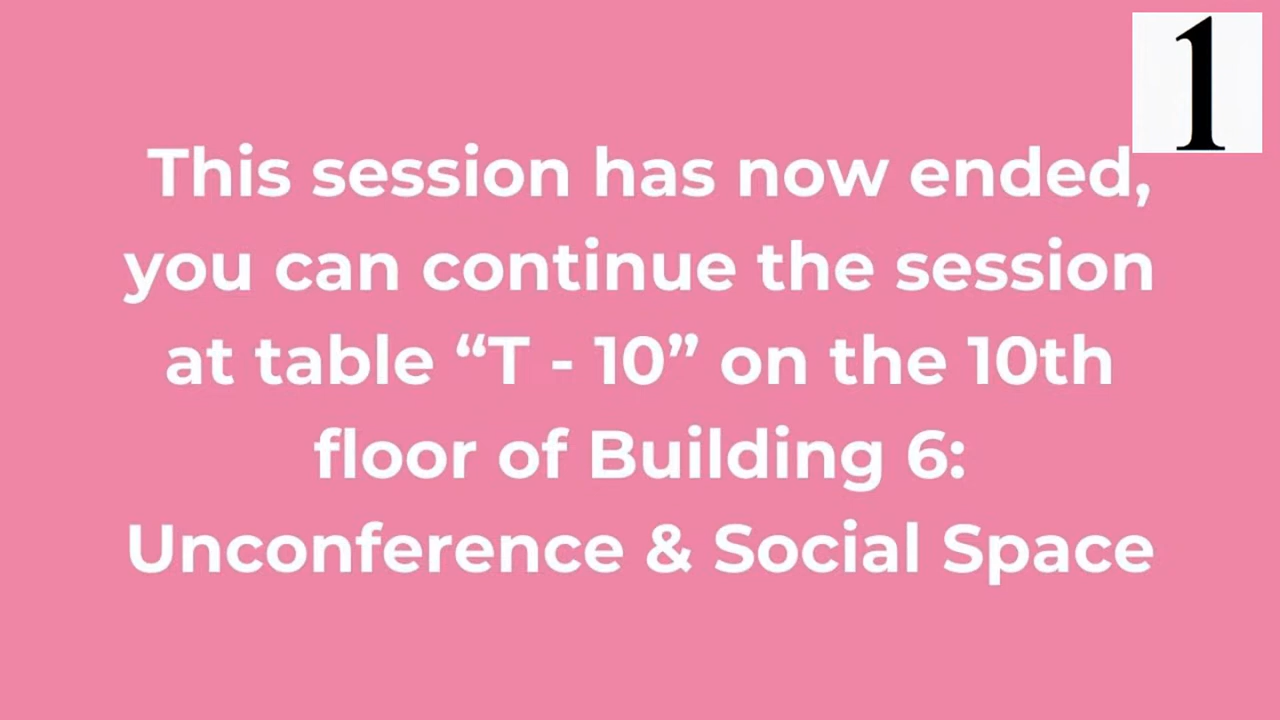 1
This session has now ended,
you can continue the session
at table “T - 10” on the 10th
floor of Building 6:
Unconference & Social Space